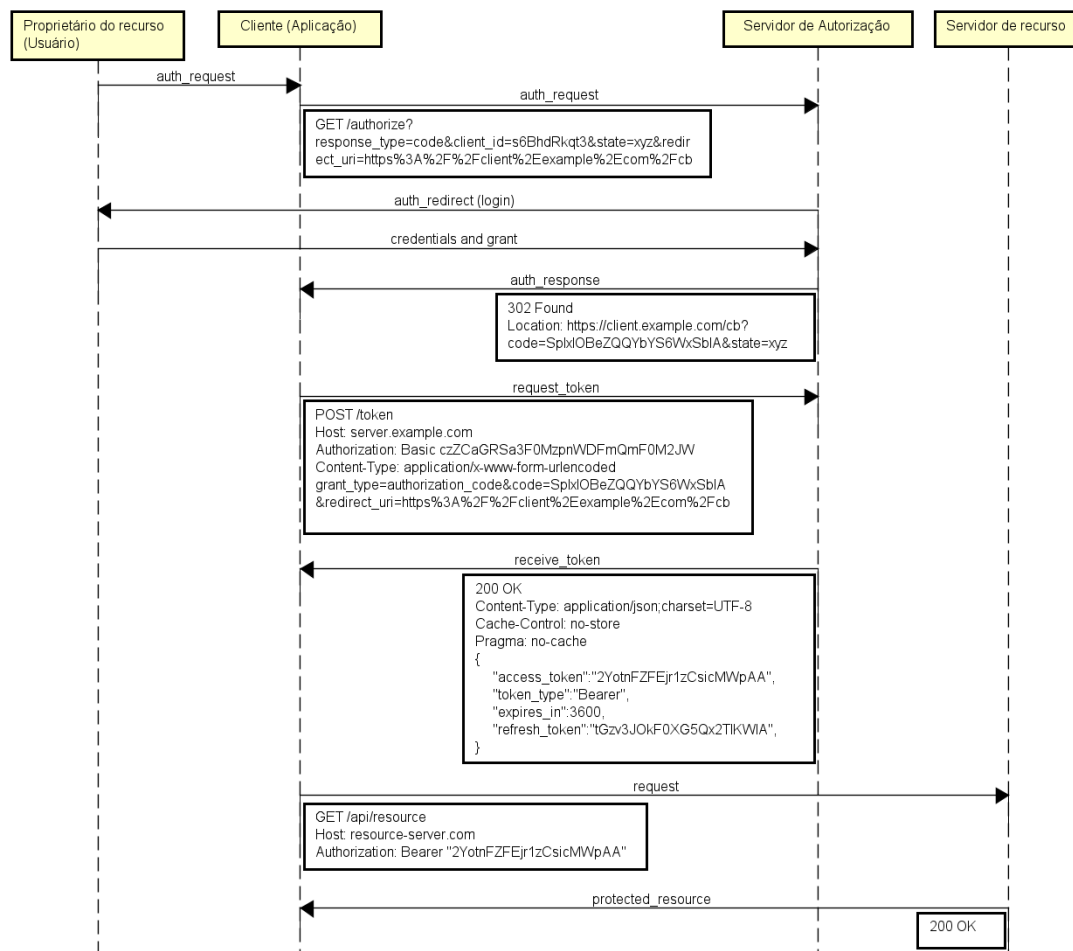 Proprietário do recurso
(Usuário)
Cliente (Aplicação)
Servidor de Autorização
Servidor de recurso
auth_request
auth_request
GET /authorize?
response_type=code&client_id=s6BhdRkqt3&state=xyz&redir
ect_uri=https%3A%2F%2Fclient%2Eexample%2Ecom%2Fcb
auth_redirect (login)
credentials and grant
auth_response
302 Found
Location: https://client.example.com/cb?
code=SplxlOBeZQQYbYS6WxSbIA&state=xyz
request_token
POST /token
Host: server.example.com
Authorization: Basic czZCaGRSa3F0MzpnWDFmQmF0M2JW
Content-Type: application/x-www-form-urlencoded
grant_type=authorization_code&code=SplxlOBeZQQYbYS6WxSbIA
&redirect_uri=https%3A%2F%2Fclient%2Eexample%2Ecom%2Fcb
receive_token
200 OK
Content-Type: application/json;charset=UTF-8
Cache-Control: no-store
Pragma: no-cache
{
"access_token":"2YotnFZFEjr1zCsicMWpAA",
"token_type":"Bearer",
"expires_in":3600,
"refresh_token":"tGzv3JOkF0XG5Qx2TlKWIA",
}
request
GET /api/resource
Host: resource-server.com
Authorization: Bearer "2YotnFZFEjr1zCsicMWpAA"
protected_resource
200 OK